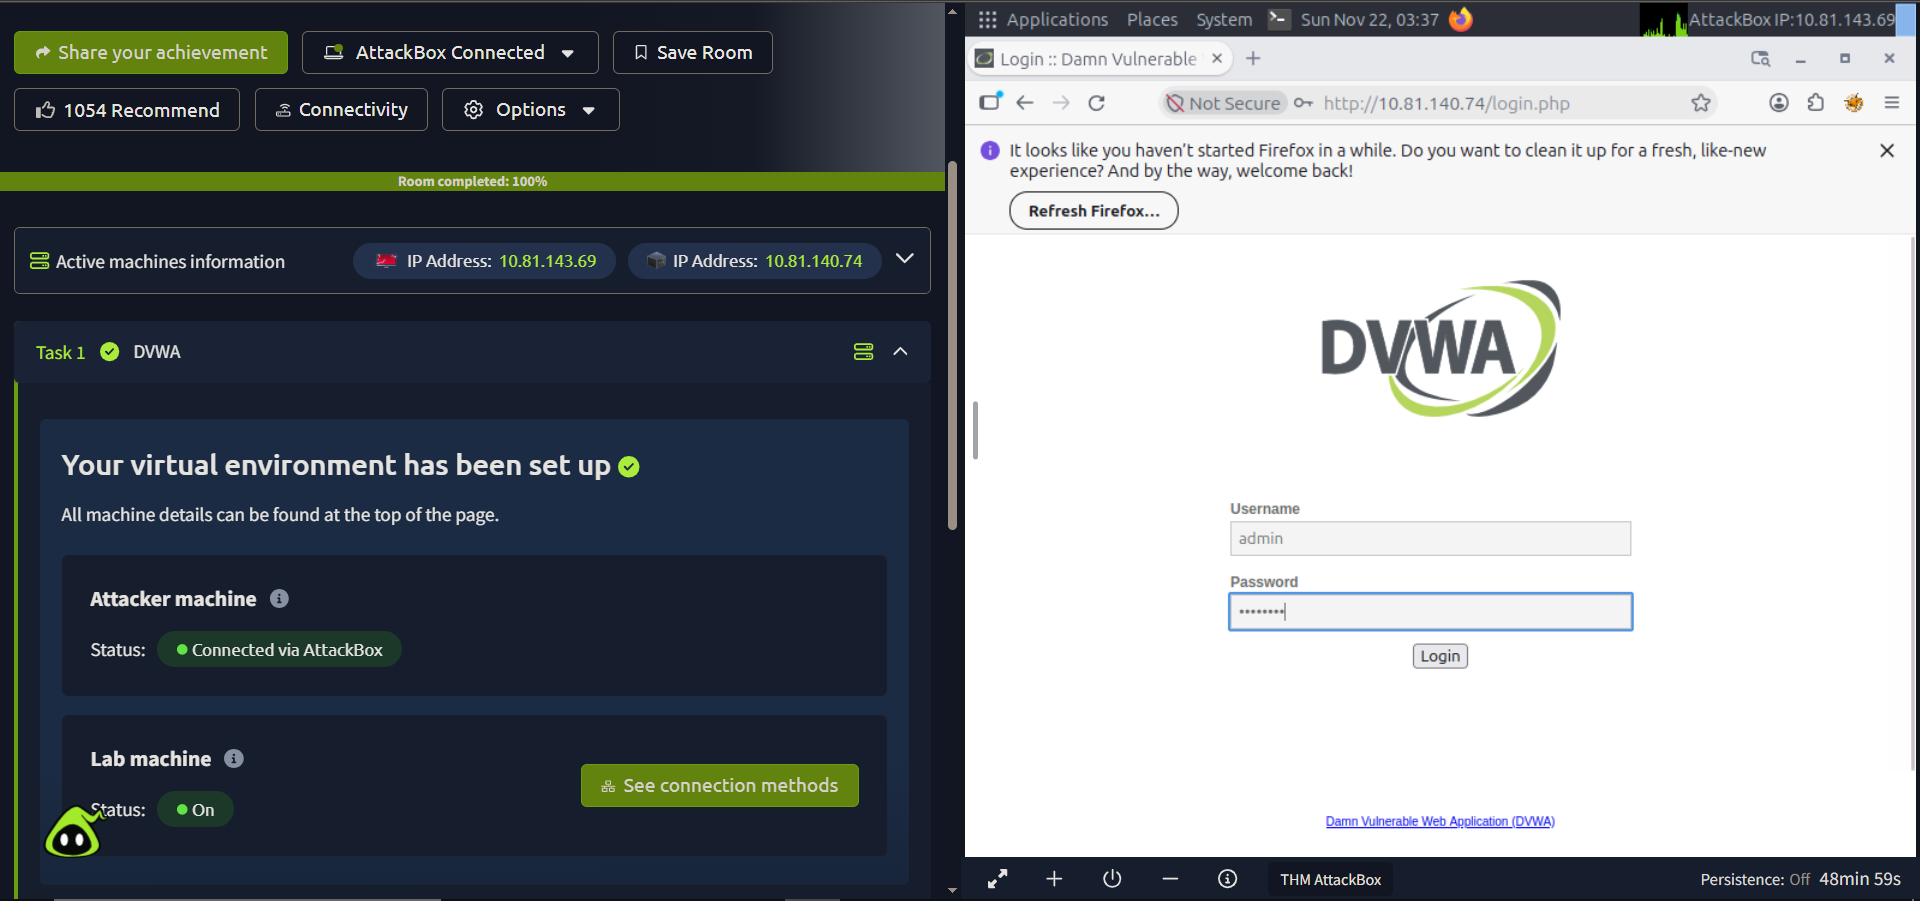 Share your achievement
AttackBox Connected
Save Room
1054 Recommend
Connectivity
Options
Room completed: 100%
Active machines information
IP Address: 10.81.143.69
IP Address: 10.81.140.74
Task 1
DVWA
Your virtual environment has been set up
All machine details can be found at the top of the page.
Attacker machine
Status: Connected via AttackBox
Lab machine
Status: On
See connection methods
Applications Places System Sun Nov 22, 03:37 AttackBox IP:10.81.143.69
Login :: Damn Vulnerable
Not Secure http://10.81.140.74/login.php
It looks like you haven't started Firefox in a while. Do you want to clean it up for a fresh, like-new
experience? And by the way, welcome back!
Refresh Firefox…
DVWA
Username
admin
Password
••••••••
Login
Damn Vulnerable Web Application (DVWA)
THM AttackBox
Persistence: Off 48min 59s